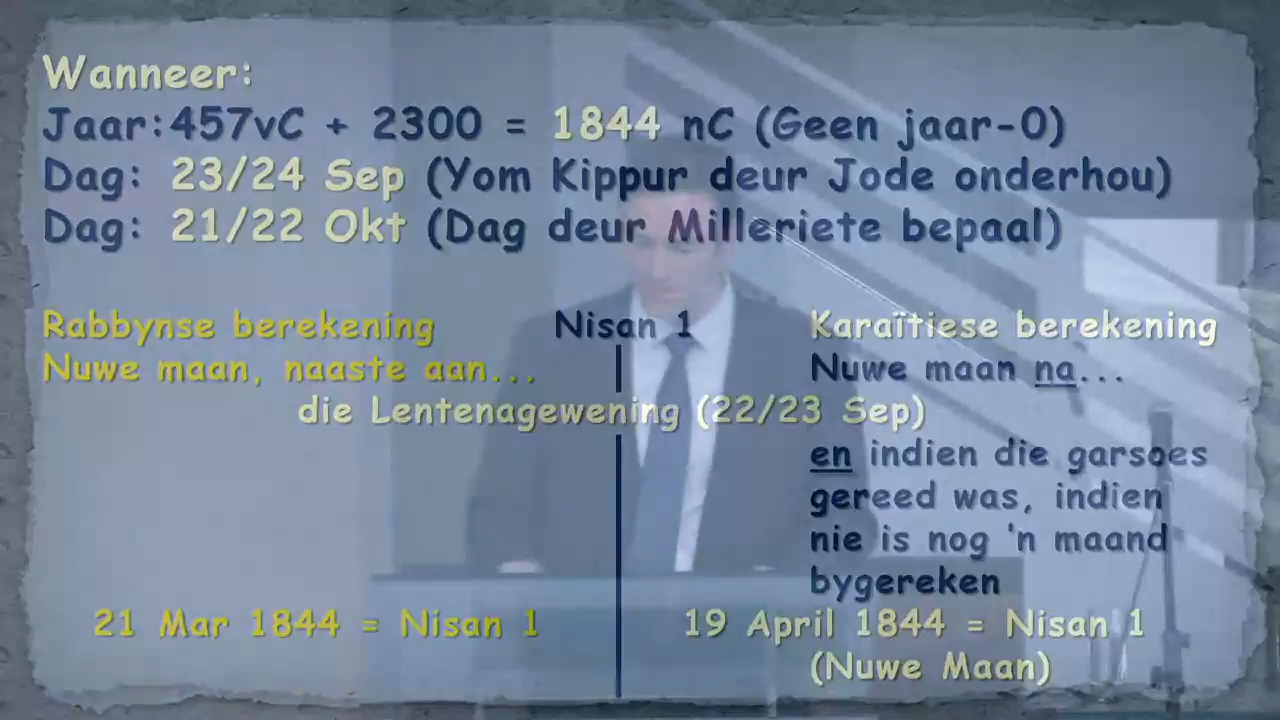 Wanneer:
Jaar:457vC + 2300 = 1844 nC (Geen jaar-0)
Dag: 23/24 Sep (Yom Kippur deur Jode onderhou)
Dag: 21/22 Okt (Dag deur Milleriete bepaal)
Rabbynse berekening
Nisan 1
Karaïtiese berekening
Nuwe maan, naaste aan...
Nuwe maan na...
die Lentenagewening (22/23 Sep)
en indien die garsoes
gereed was, indien
nie is nog 'n maand
bygereken
21 Mar 1844 = Nisan 1
19 April 1844 = Nisan 1
(Nuwe Maan)